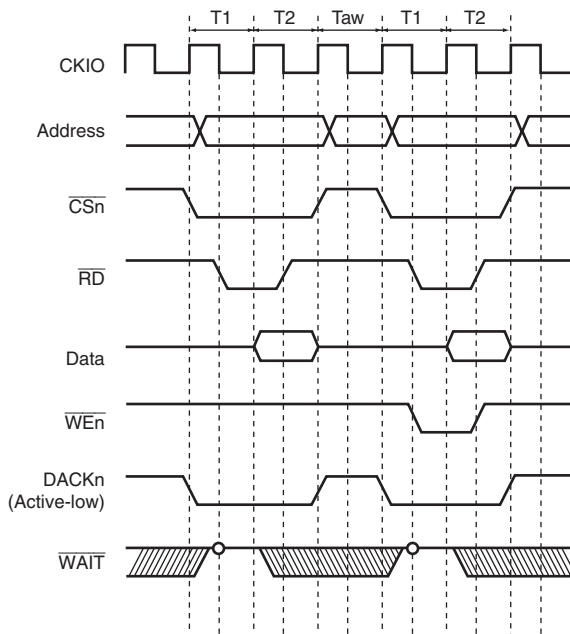 T1 T2 Taw T1 T2
CKIO
Address
CSn
RD
Data
WEn
DACKn
(Active-low)
WAIT